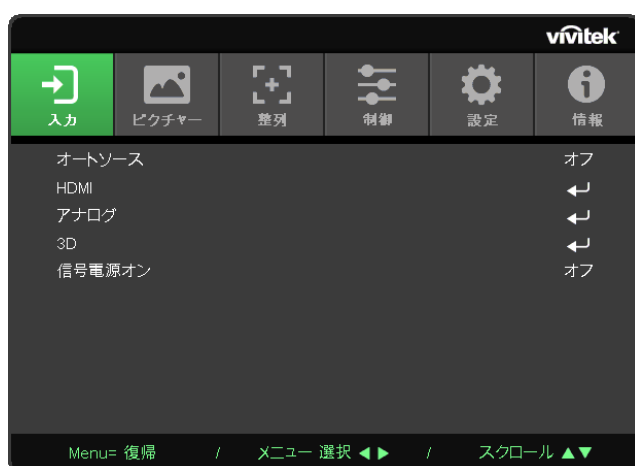 vivitek
入力 ピクチャー 整列 制御 設定 情報
オートソース オフ
HDMI
アナログ
3D
信号電源オン オフ
Menu= 復帰 / メニュー 選択 ◀ ▶ / スクロール ▲▼